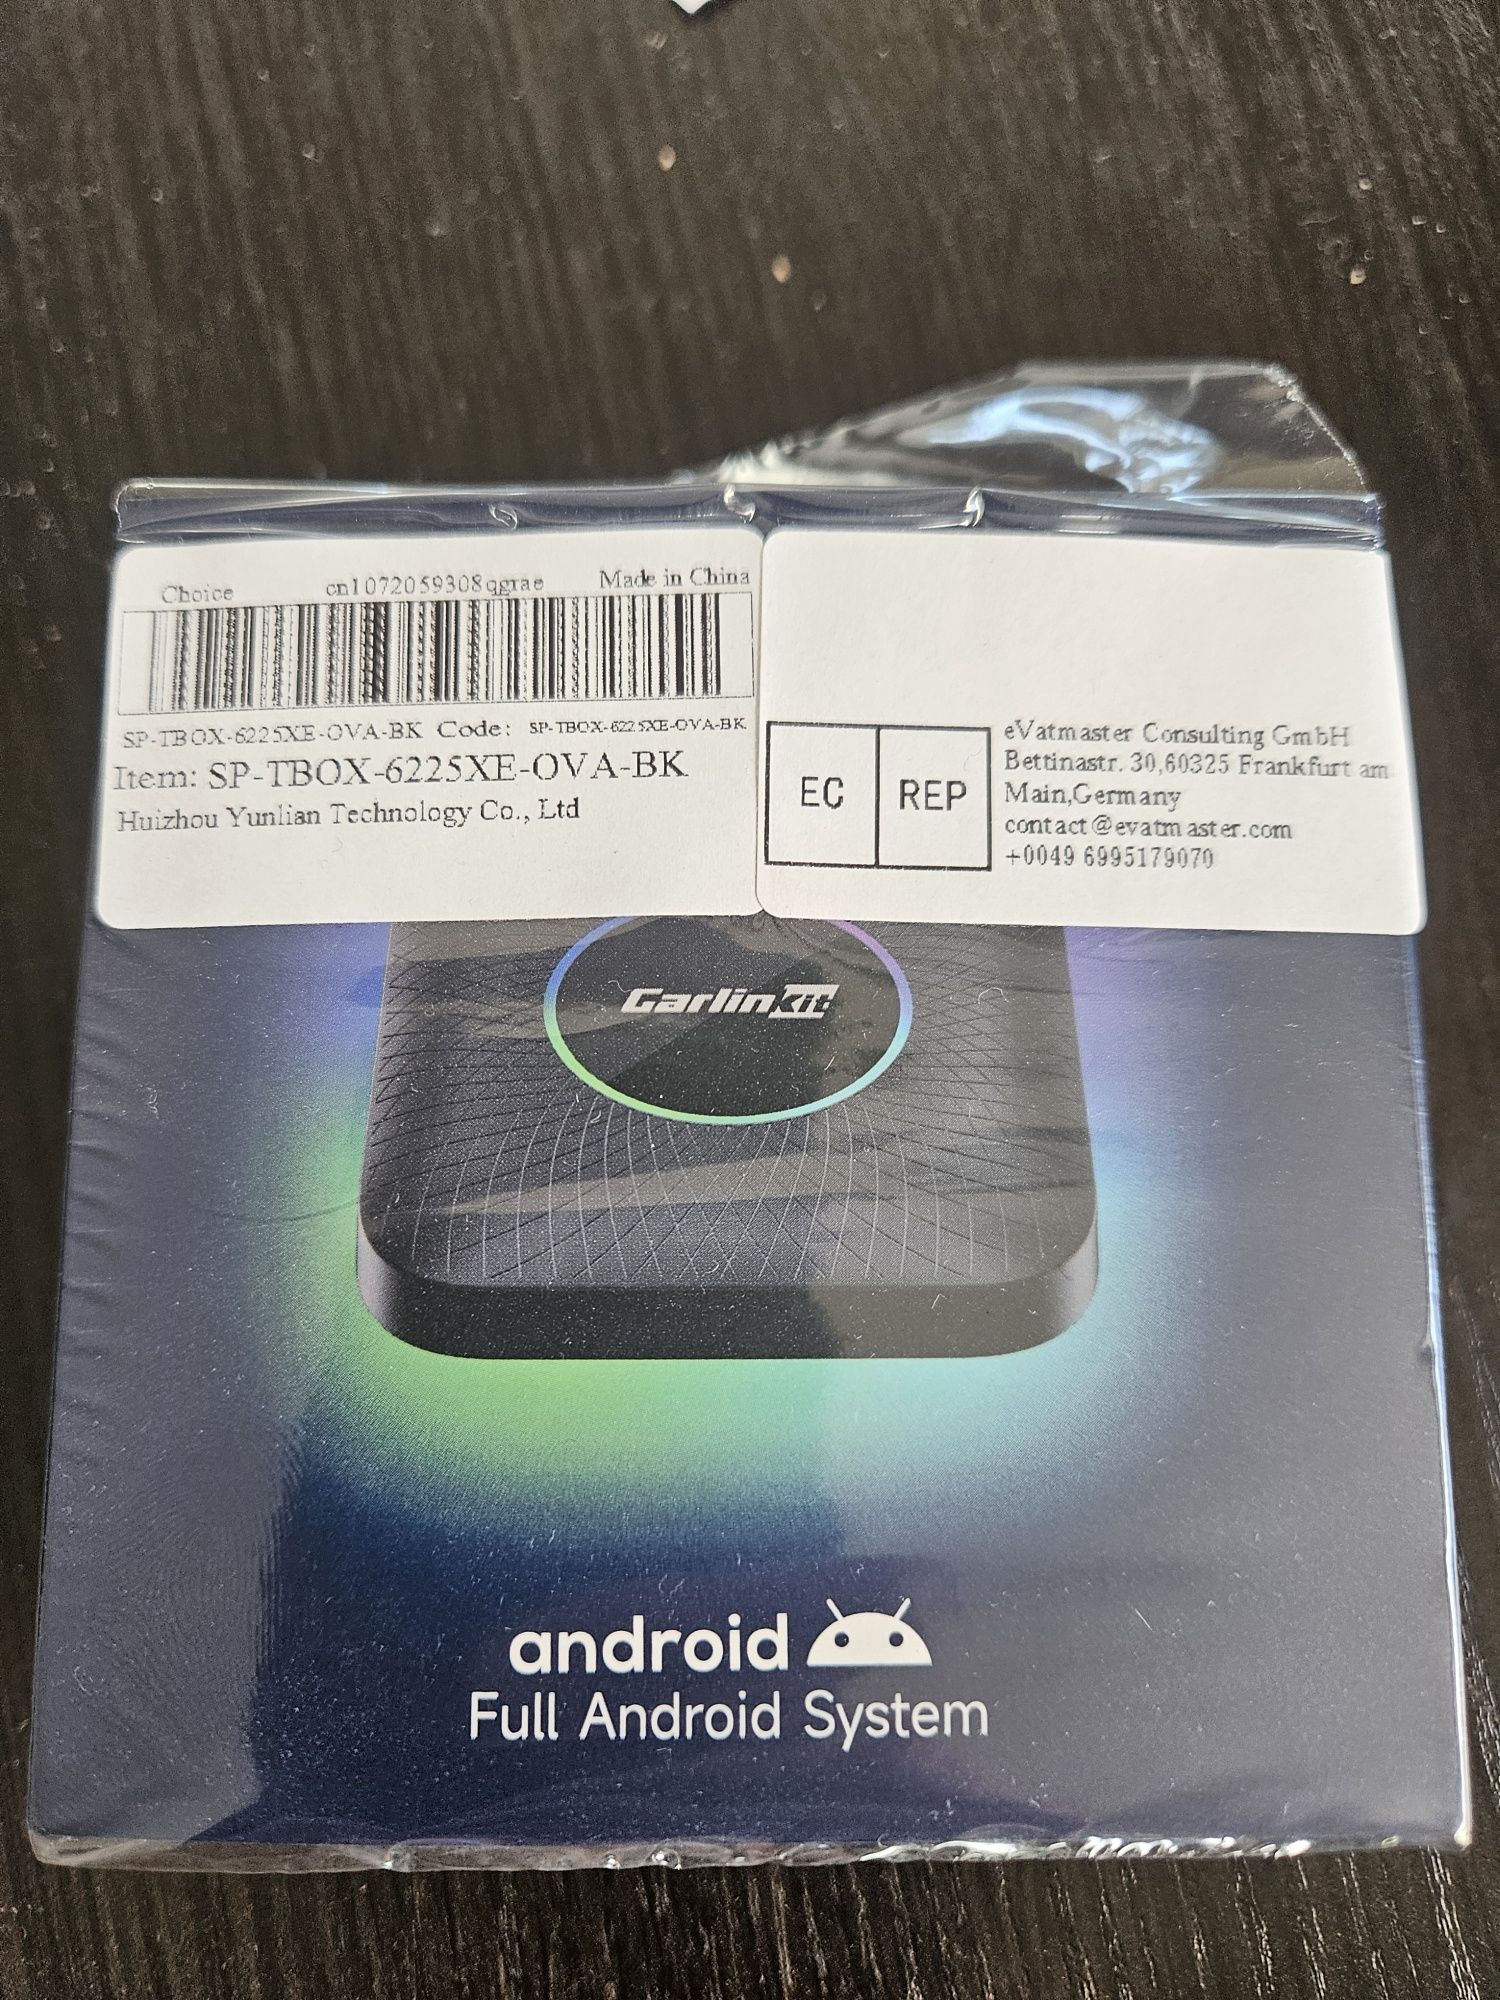 Choice cn1072059308qgrae Made in China
SP-TBOX-6225XE-OVA-BK Code: SP-TBOX-6225XE-OVA-BK
Item: SP-TBOX-6225XE-OVA-BK
Huizhou Yunlian Technology Co., Ltd
EC REP
eVatmaster Consulting GmbH
Bettinastr. 30,60325 Frankfurt am
Main,Germany
contact@evatmaster.com
+0049 6995179070
CarlinKit
android
Full Android System